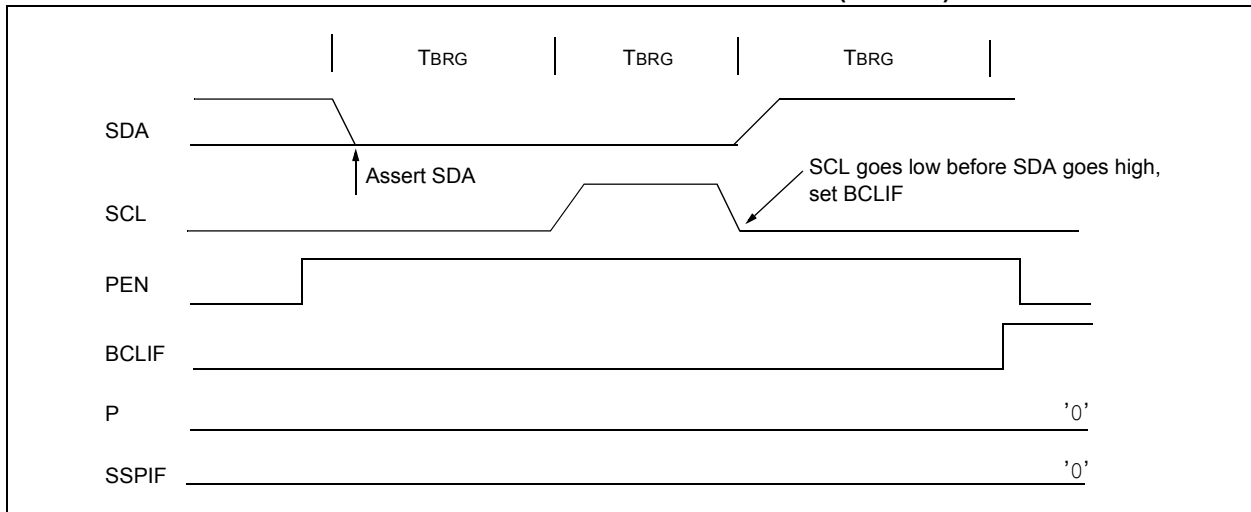 TBRG TBRG TBRG
SDA
Assert SDA
SCL goes low before SDA goes high,
set BCLIF
SCL
PEN
BCLIF
P '0'
SSPIF '0'